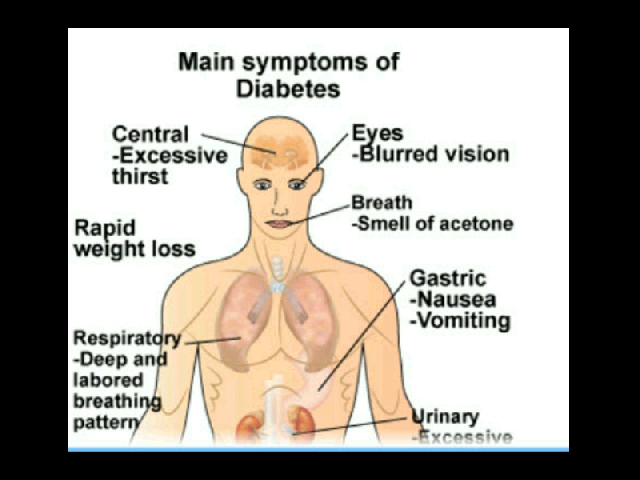 Main symptoms of
Diabetes
Central
-Excessive
thirst
Eyes
-Blurred vision
Breath
-Smell of acetone
Rapid
weight loss
Gastric
-Nausea
-Vomiting
Respiratory
-Deep and
labored
breathing
pattern
Urinary
-Excessive